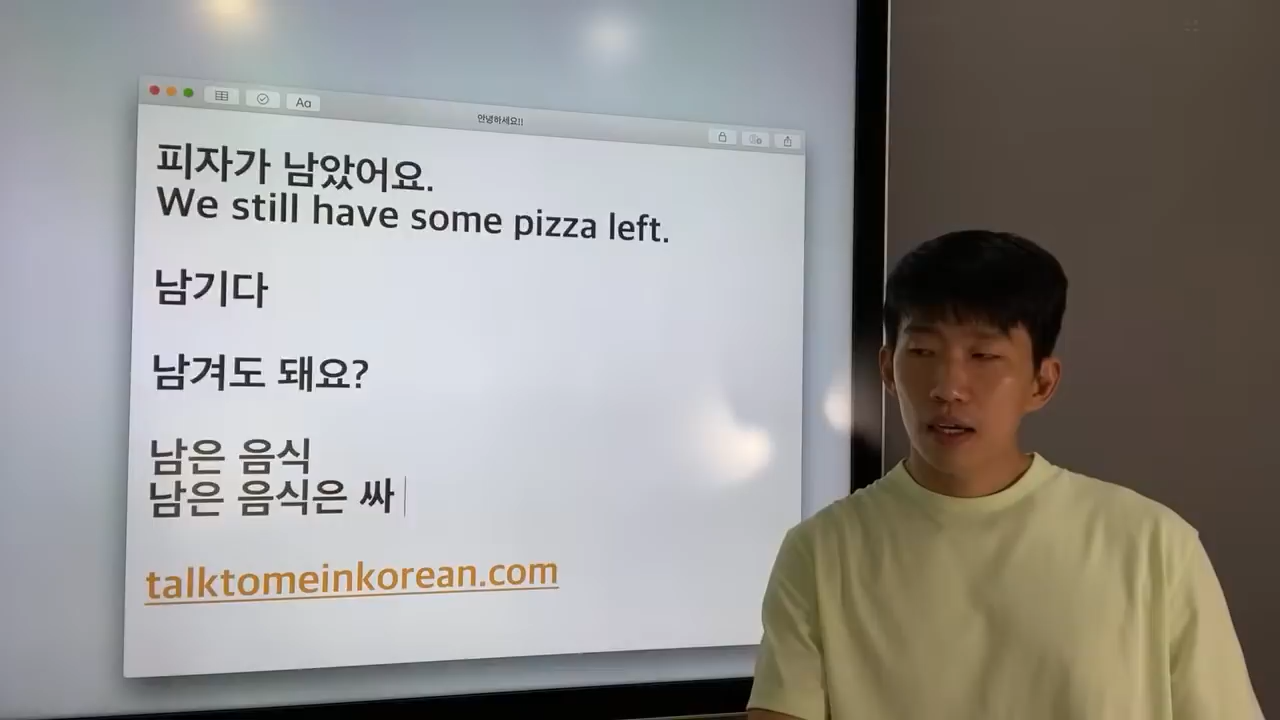 Aa
안녕하세요!!
피자가 남았어요.
We still have some pizza left.
남기다
남겨도 돼요?
남은 음식
남은 음식은 싸
talktomeinkorean.com